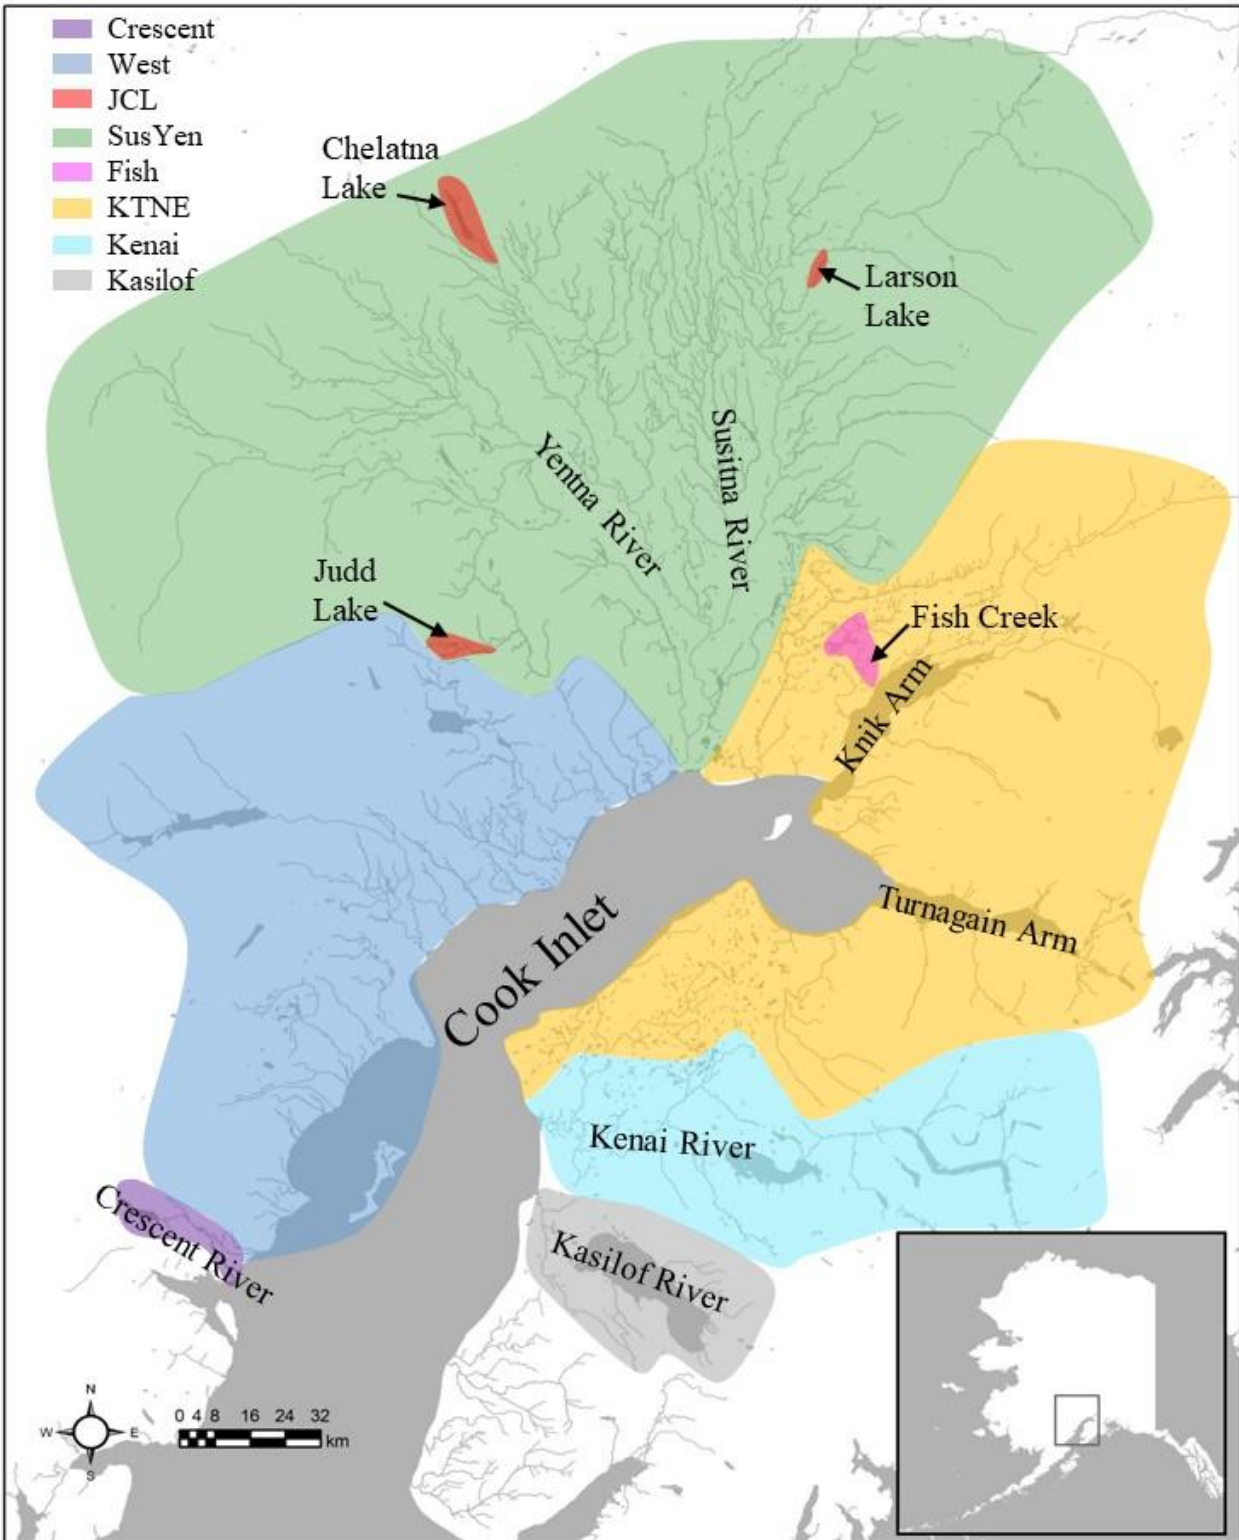 Crescent
West
JCL
SusYen
Fish
KTNE
Kenai
Kasilof
Chelatna
Lake
Larson
Lake
Yentna River
Susitna River
Judd
Lake
Fish Creek
Knik Arm
Turnagain Arm
Cook Inlet
Kenai River
Crescent River
Kasilof River
N
W
E
S
0 4 8 16 24 32
km